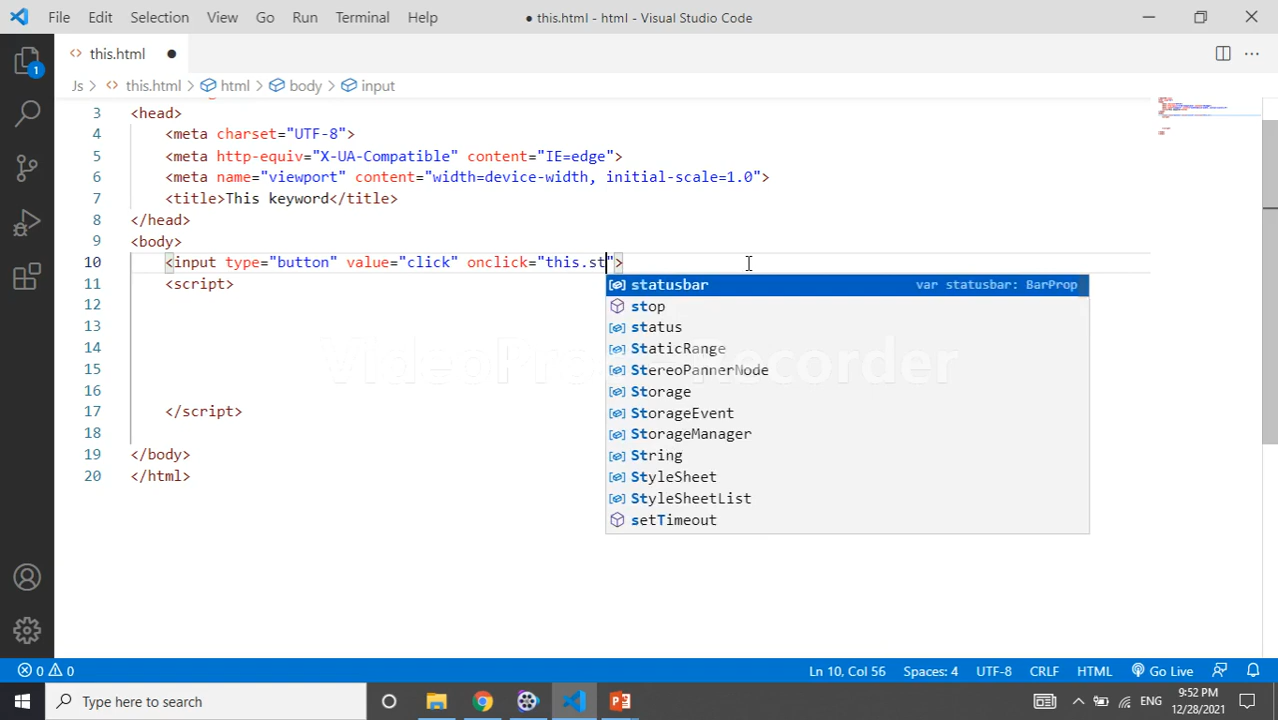 File Edit Selection View Go Run Terminal Help ● this.html - html - Visual Studio Code
this.html
1
Js > this.html > html > body > input
3 <head>
4 <meta charset="UTF-8">
5 <meta http-equiv="X-UA-Compatible" content="IE=edge">
6 <meta name="viewport" content="width=device-width, initial-scale=1.0">
7 <title>This keyword</title>
8 </head>
9 <body>
10 <input type="button" value="click" onclick="this.st">
11 <script>
statusbar var statusbar: BarProp
12
stop
13
status
14
StaticRange
VideoProc Recorder
15
StereoPannerNode
16
Storage
17 </script>
StorageEvent
18
StorageManager
19 </body>
String
20 </html>
StyleSheet
StyleSheetList
setTimeout
0 0 Ln 10, Col 56 Spaces: 4 UTF-8 CRLF HTML Go Live
Type here to search ENG 9:52 PM
12/28/2021